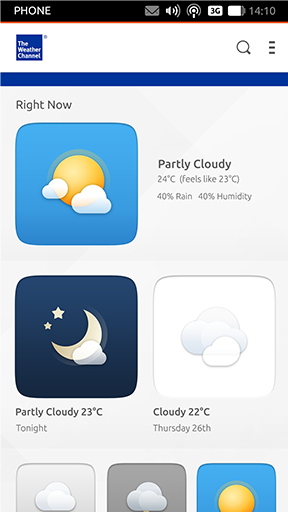 PHONE 3G 14:10
The
Weather
Channel
®
Right Now
Partly Cloudy
24°C (feels like 23°C)
40% Rain 40% Humidity
Partly Cloudy 23°C
Tonight
Cloudy 22°C
Thursday 26th